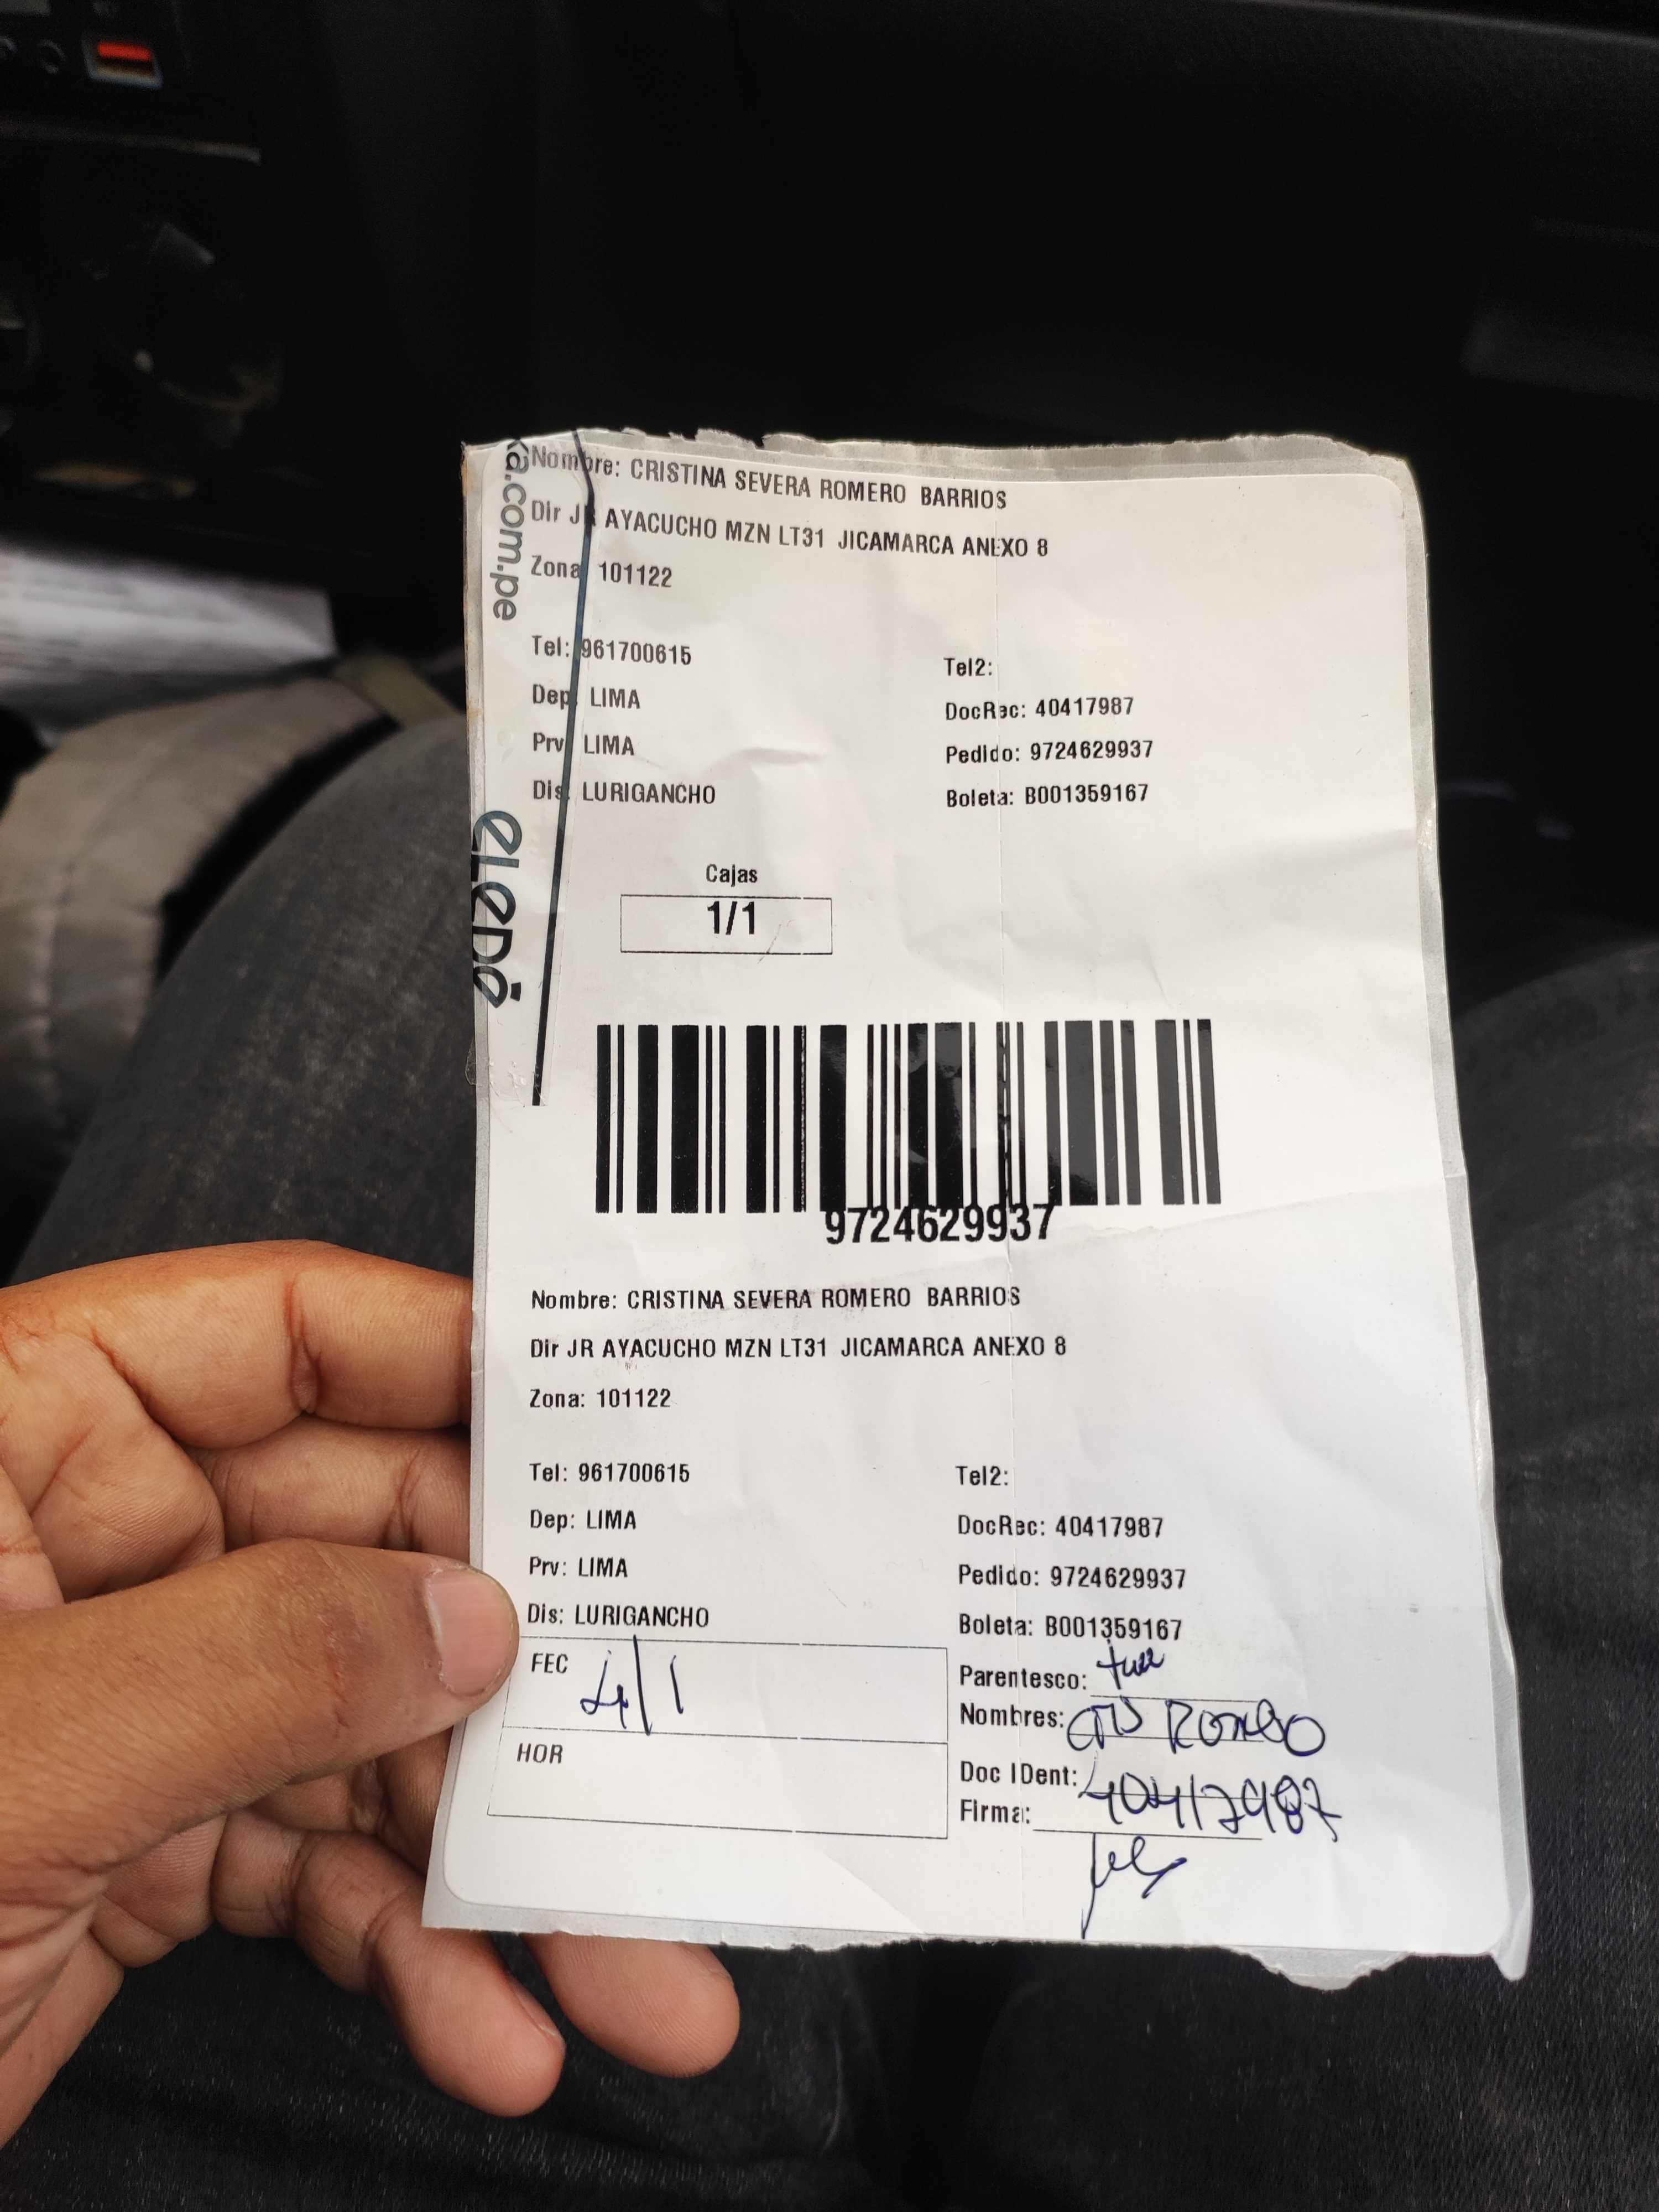 Nombre: CRISTINA SEVERA ROMERO BARRIOS
Dir JR AYACUCHO MZN LT31 JICAMARCA ANEXO 8
Zona 101122
Tel: 961700615
Tel2:
Dep LIMA
DocRec: 40417987
Prv LIMA
Pedido: 9724629937
Dis LURIGANCHO
Boleta: B001359167
a.com.pe
Cajas
1/1
9724629937
Nombre: CRISTINA SEVERA ROMERO BARRIOS
Dir JR AYACUCHO MZN LT31 JICAMARCA ANEXO 8
Zona: 101122
Tel: 961700615
Tel2:
Dep: LIMA
DocRec: 40417987
Prv: LIMA
Pedido: 9724629937
Dis: LURIGANCHO
Boleta: B001359167
FEC 4/1
Parentesco:
Nombres:
HOR
Doc IDent: 40417987
Firma: